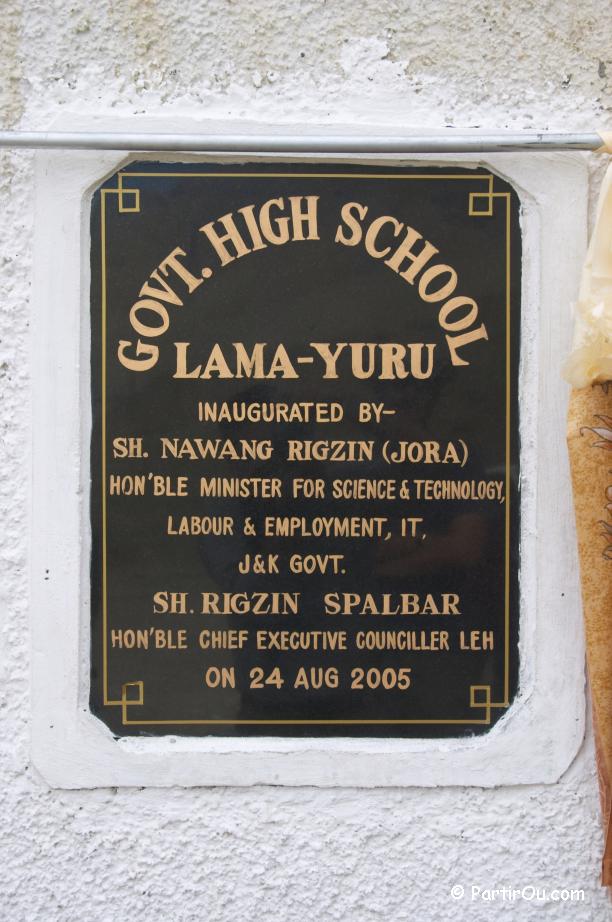 GOVT. HIGH SCHOOL
LAMA-YURU
INAUGURATED BY-
SH. NAWANG RIGZIN (JORA)
HON'BLE MINISTER FOR SCIENCE & TECHNOLOGY,
LABOUR & EMPLOYMENT, IT,
J&K GOVT.
SH. RIGZIN SPALBAR
HON'BLE CHIEF EXECUTIVE COUNCILLER LEH
ON 24 AUG 2005
© PartirOu.com